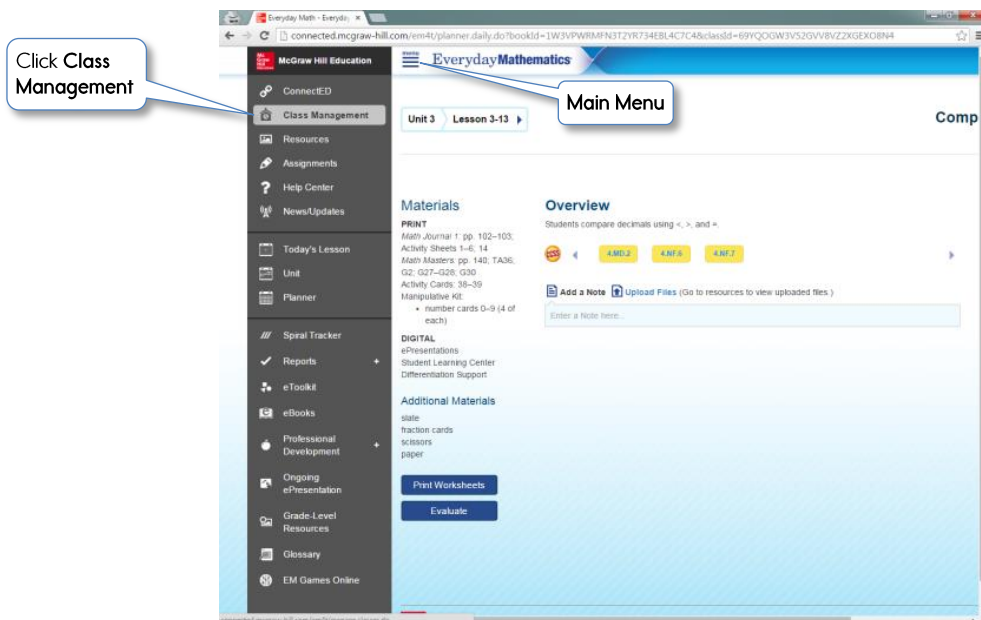 Everyday Math - Everyday
connected.mcgraw-hill.com/em4t/planner.daily.do?bookId=1W3VPWRMFN3T2YR734EBL4C7C4&classId=69YQOGW3V52GVV8VZ2XGEXO8N4
Click Class
Management
McGraw Hill Education
EverydayMathematics
Main Menu
ConnectED
Class Management
Resources
Assignments
Help Center
News/Updates
Today's Lesson
Unit
Planner
Spiral Tracker
Reports +
eToolkit
eBooks
Professional
Development +
Ongoing
ePresentation
Grade-Level
Resources
Glossary
EM Games Online
Unit 3 Lesson 3-13
Comp
Materials
PRINT
Math Journal 1: pp. 102–103;
Activity Sheets 1–6; 14
Math Masters: pp. 140; TA36;
G2; G27–G28; G30
Activity Cards: 38–39
Manipulative Kit:
• number cards 0–9 (4 of
each)
DIGITAL
ePresentations
Student Learning Center
Differentiation Support
Additional Materials
slate
fraction cards
scissors
paper
Print Worksheets
Evaluate
Overview
Students compare decimals using <, >, and =.
4.MD.2 4.NF.6 4.NF.7
Add a Note Upload Files (Go to resources to view uploaded files.)
Enter a Note here...